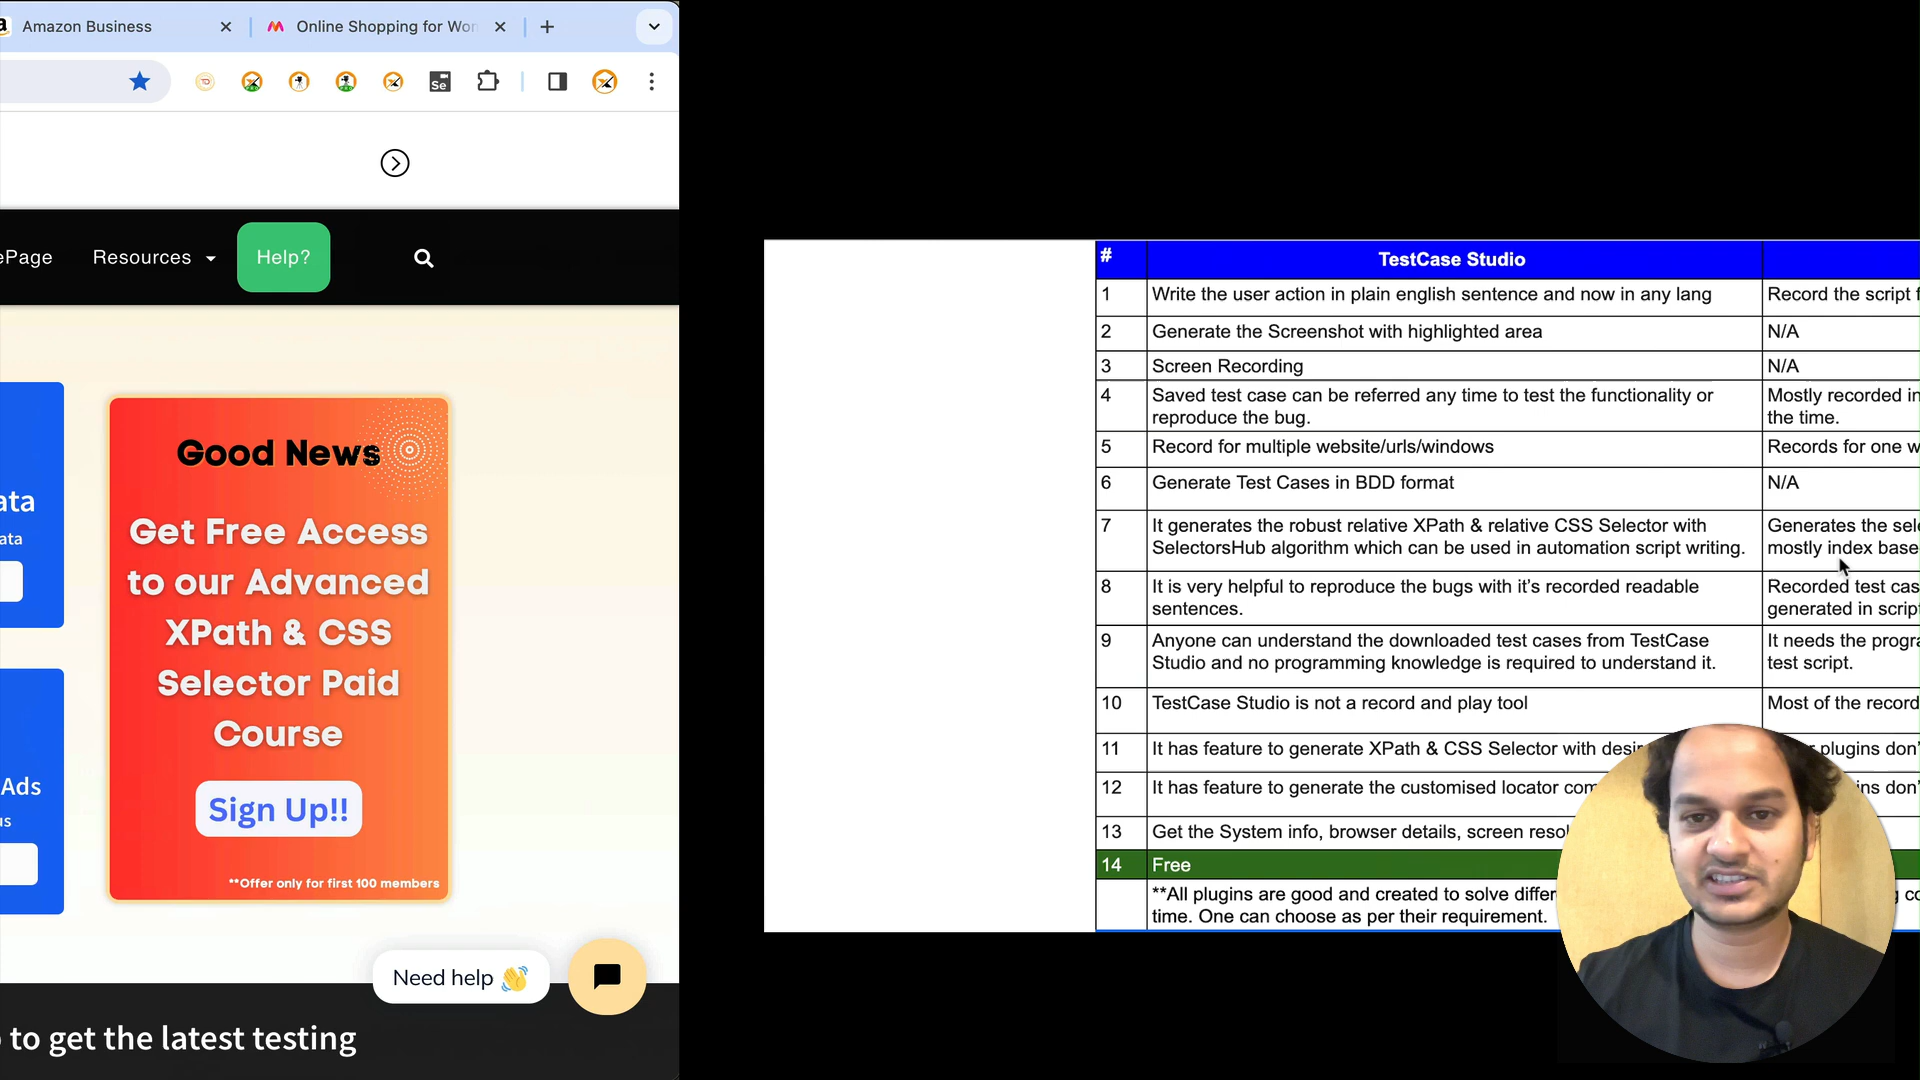 Amazon Business
Online Shopping for Wor
Se
ePage
Resources
Help?
ata
ata
Ads
us
Good News
Get Free Access
to our Advanced
XPath & CSS
Selector Paid
Course
Sign Up!!
**Offer only for first 100 members
Need help 👋
to get the latest testing
# TestCase Studio
1 Write the user action in plain english sentence and now in any lang Record the script f
2 Generate the Screenshot with highlighted area N/A
3 Screen Recording N/A
4 Saved test case can be referred any time to test the functionality or Mostly recorded in
reproduce the bug. the time.
5 Record for multiple website/urls/windows Records for one w
6 Generate Test Cases in BDD format N/A
7 It generates the robust relative XPath & relative CSS Selector with Generates the sele
SelectorsHub algorithm which can be used in automation script writing. mostly index base
8 It is very helpful to reproduce the bugs with it's recorded readable Recorded test cas
sentences. generated in script
9 Anyone can understand the downloaded test cases from TestCase It needs the progra
Studio and no programming knowledge is required to understand it. test script.
10 TestCase Studio is not a record and play tool Most of the record
11 It has feature to generate XPath & CSS Selector with desir plugins don'
12 It has feature to generate the customised locator com ins don'
13 Get the System info, browser details, screen resol
14 Free
**All plugins are good and created to solve differ
time. One can choose as per their requirement.